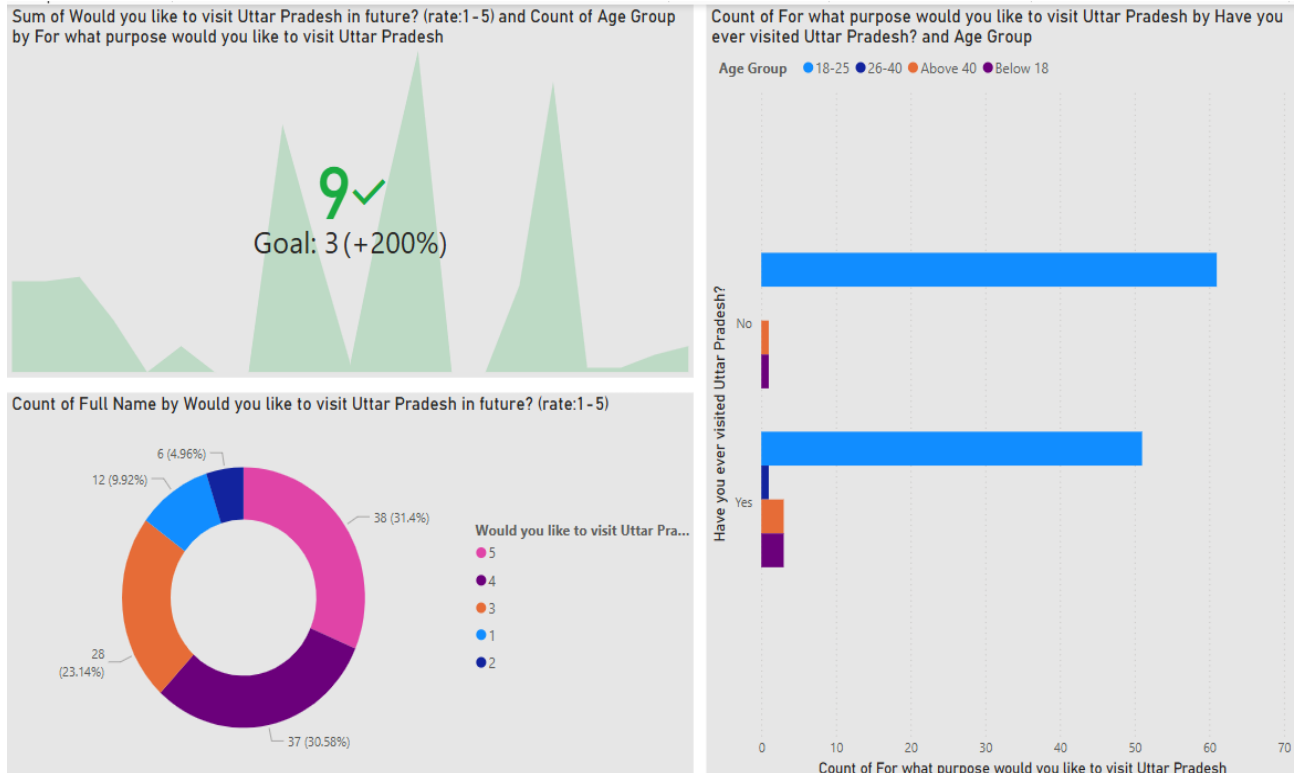 Sum of Would you like to visit Uttar Pradesh in future? (rate:1-5) and Count of Age Group
by For what purpose would you like to visit Uttar Pradesh
9
Goal: 3 (+200%)
Count of Full Name by Would you like to visit Uttar Pradesh in future? (rate:1-5)
6 (4.96%)
12 (9.92%)
38 (31.4%)
28
(23.14%)
37 (30.58%)
Would you like to visit Uttar Pra...
5
4
3
1
2
Count of For what purpose would you like to visit Uttar Pradesh by Have you
ever visited Uttar Pradesh? and Age Group
Age Group 18-25 26-40 Above 40 Below 18
Have you ever visited Uttar Pradesh?
No
Yes
0 10 20 30 40 50 60 70
Count of For what purpose would you like to visit Uttar Pradesh